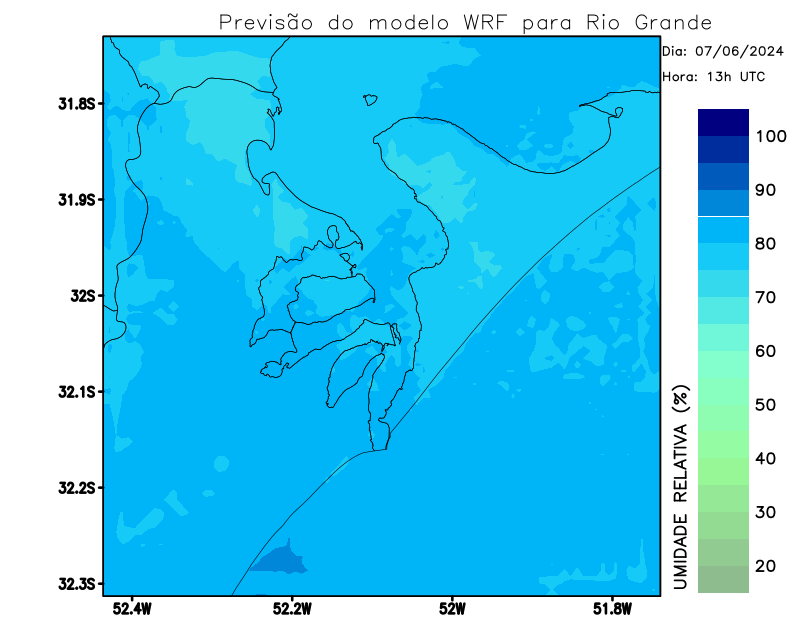 Previsão do modelo WRF para Rio Grande
Dia: 07/06/2024
Hora: 13h UTC
31.8S
31.9S
32S
32.1S
32.2S
32.3S
52.4W
52.2W
52W
51.8W
100
90
80
70
60
50
40
30
20
UMIDADE RELATIVA (%)